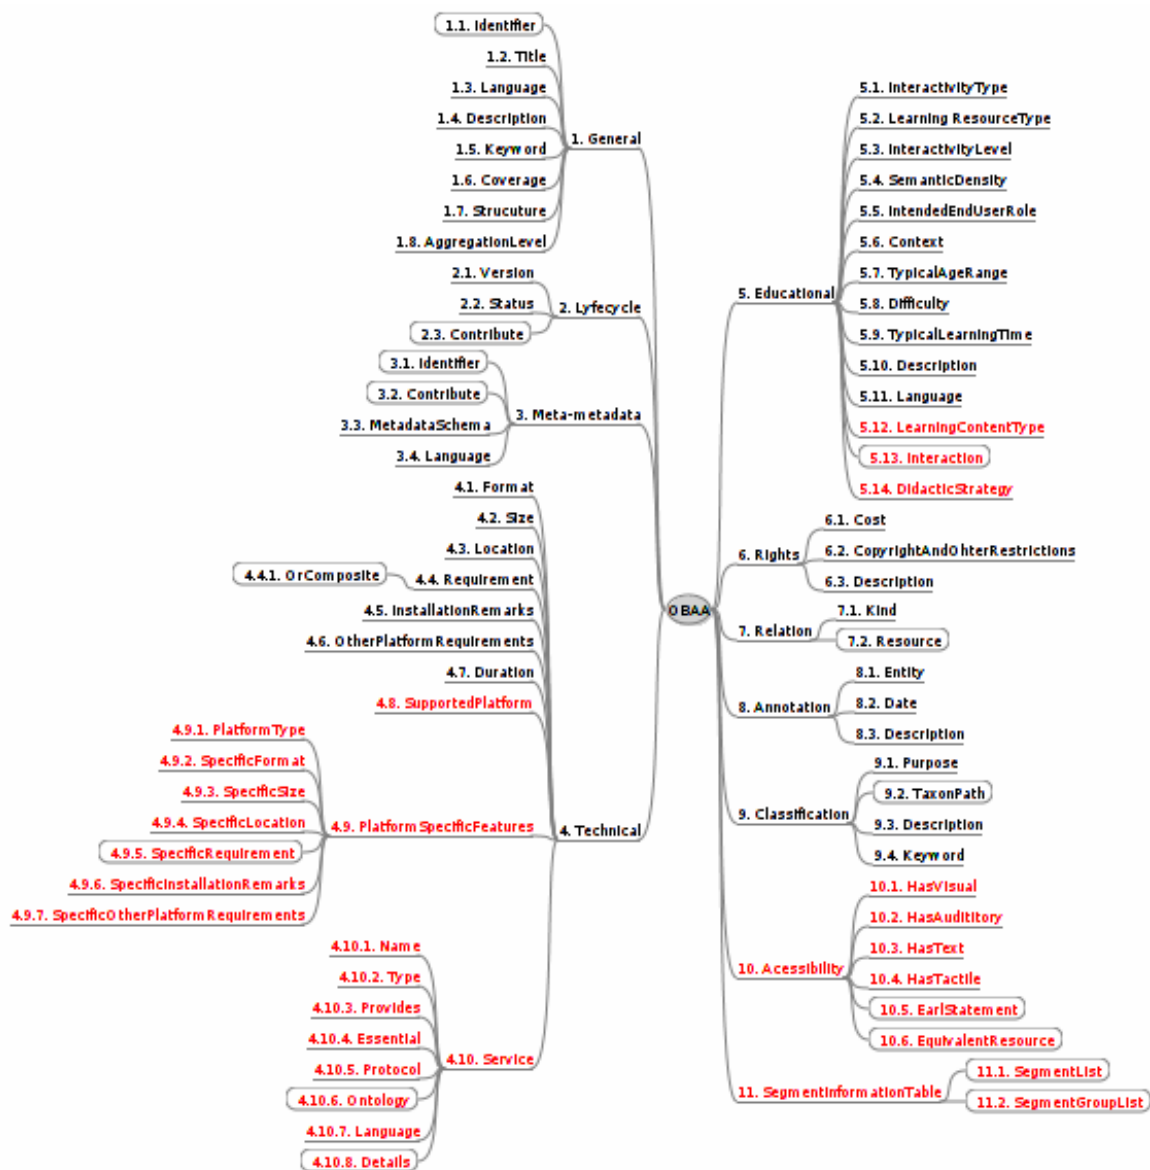 1.1. Identifier
1.2. Title
1.3. Language
1.4. Description
1.5. Keyword
1.6. Coverage
1.7. Strucuture
1.8. AggregationLevel
1. General
2.1. Version
2.2. Status
2.3. Contribute
2. Lyfecycle
3.1. Identifier
3.2. Contribute
3.3. MetadataSchema
3.4. Language
3. Meta-metadata
4.1. Format
4.2. Size
4.3. Location
4.4.1. OrComposite
4.4. Requirement
4.5. InstallationRemarks
4.6. OtherPlatformRequirements
4.7. Duration
4.8. SupportedPlatform
4.9.1. PlatformType
4.9.2. SpecificFormat
4.9.3. SpecificSize
4.9.4. SpecificLocation
4.9.5. SpecificRequirement
4.9.6. SpecificInstallationRemarks
4.9.7. SpecificOtherPlatformRequirements
4.9. PlatformSpecificFeatures
4. Technical
4.10.1. Name
4.10.2. Type
4.10.3. Provides
4.10.4. Essential
4.10.5. Protocol
4.10.6. Ontology
4.10.7. Language
4.10.8. Details
4.10. Service
OBAA
5. Educational
5.1. InteractivityType
5.2. Learning ResourceType
5.3. InteractivityLevel
5.4. SemanticDensity
5.5. IntendedEndUserRole
5.6. Context
5.7. TypicalAgeRange
5.8. Difficulty
5.9. TypicalLearningTime
5.10. Description
5.11. Language
5.12. LearningContentType
5.13. Interaction
5.14. DidacticStrategy
6. Rights
6.1. Cost
6.2. CopyrightAndOhterRestrictions
6.3. Description
7. Relation
7.1. Kind
7.2. Resource
8. Annotation
8.1. Entity
8.2. Date
8.3. Description
9. Classification
9.1. Purpose
9.2. TaxonPath
9.3. Description
9.4. Keyword
10. Acessibility
10.1. HasVisual
10.2. HasAudititory
10.3. HasText
10.4. HasTactile
10.5. EarlStatement
10.6. EquivalentResource
11. SegmentInformationTable
11.1. SegmentList
11.2. SegmentGroupList